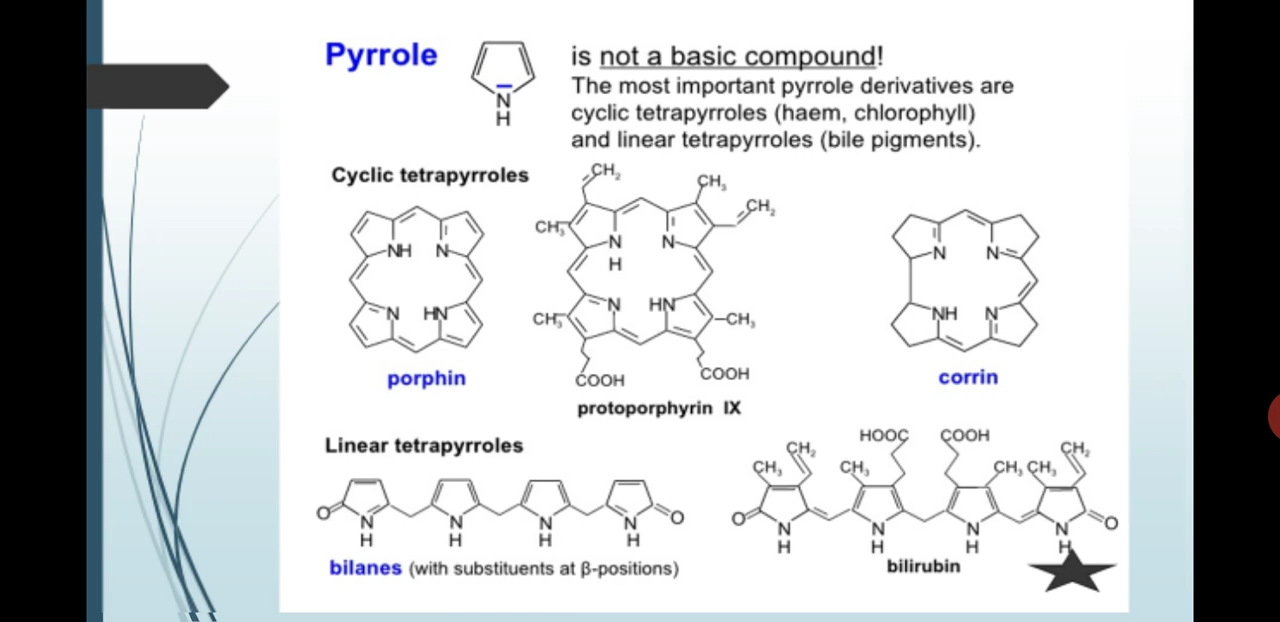 Pyrrole
N
H
is not a basic compound!
The most important pyrrole derivatives are
cyclic tetrapyrroles (haem, chlorophyll)
and linear tetrapyrroles (bile pigments).
Cyclic tetrapyrroles
NH N
N HN
porphin
CH₂
CH₃
CH₂
CH₃
N N
H
N HN
CH₃
CH₃
COOH
COOH
protoporphyrin IX
N N
NH N
corrin
Linear tetrapyrroles
O N N N N O
H H H H
bilanes (with substituents at β-positions)
HOOC COOH
CH₂ CH₂
CH₃ CH₃ CH₃ CH₃
O N N N N O
H H H H
bilirubin